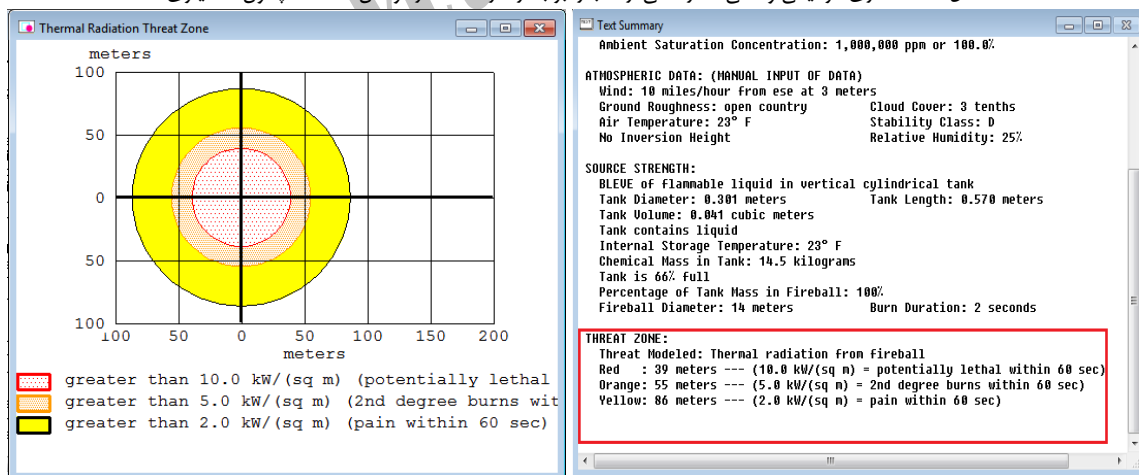 Thermal Radiation Threat Zone
meters
100
50
0
50
100
100 50 0 50 100 150 200
meters
greater than 10.0 kW/(sq m) (potentially lethal
greater than 5.0 kW/(sq m) (2nd degree burns wit
greater than 2.0 kW/(sq m) (pain within 60 sec)
Text Summary
Ambient Saturation Concentration: 1,000,000 ppm or 100.0%
ATMOSPHERIC DATA: (MANUAL INPUT OF DATA)
Wind: 10 miles/hour from ese at 3 meters
Ground Roughness: open country Cloud Cover: 3 tenths
Air Temperature: 23° F Stability Class: D
No Inversion Height Relative Humidity: 25%
SOURCE STRENGTH:
BLEVE of flammable liquid in vertical cylindrical tank
Tank Diameter: 0.301 meters Tank Length: 0.570 meters
Tank Volume: 0.041 cubic meters
Tank contains liquid
Internal Storage Temperature: 23° F
Chemical Mass in Tank: 14.5 kilograms
Tank is 66% full
Percentage of Tank Mass in Fireball: 100%
Fireball Diameter: 14 meters Burn Duration: 2 seconds
THREAT ZONE:
Threat Modeled: Thermal radiation from fireball
Red : 39 meters --- (10.0 kW/(sq m) = potentially lethal within 60 sec)
Orange: 55 meters --- (5.0 kW/(sq m) = 2nd degree burns within 60 sec)
Yellow: 86 meters --- (2.0 kW/(sq m) = pain within 60 sec)